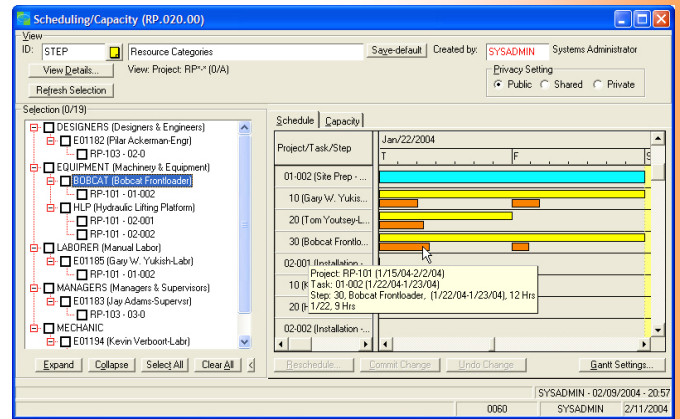 Scheduling/Capacity (RP.020.00)
View
ID: STEP Resource Categories Save-default Created by: SYSADMIN Systems Administrator
View Details... View: Project: RP*-* (0/A) Privacy Setting
Refresh Selection Public Shared Private
Selection (0/19)
DESIGNERS (Designers & Engineers)
E01182 (Pilar Ackerman-Engr)
RP-103 - 02-0
EQUIPMENT (Machinery & Equipment)
BOBCAT (Bobcat Frontloader)
RP-101 - 01-002
HLP (Hydraulic Lifting Platform)
RP-101 - 02-001
RP-101 - 02-002
LABORER (Manual Labor)
E01185 (Gary W. Yukish-Labr)
RP-101 - 01-002
MANAGERS (Managers & Supervisors)
E01183 (Jay Adams-Supervsr)
RP-103 - 03-0
MECHANIC
E01194 (Kevin Verboort-Labr)
Expand Collapse Select All Clear All <
Schedule Capacity
Project/Task/Step Jan/22/2004
T F S
01-002 (Site Prep - ...
10 (Gary W. Yukis...
20 (Tom Youtsey-L...
30 (Bobcat Frontlo...
02-001 (Installation - ...
10 (K
20 (H
02-002 (Installation - ...
Project: RP-101 (1/15/04-2/2/04)
Task: 01-002 (1/22/04-1/23/04)
Step: 30, Bobcat Frontloader, (1/22/04-1/23/04), 12 Hrs
1/22, 9 Hrs
Reschedule... Commit Change Undo Change Gantt Settings...
SYSADMIN - 02/09/2004 - 20:57
0060 SYSADMIN 2/11/2004